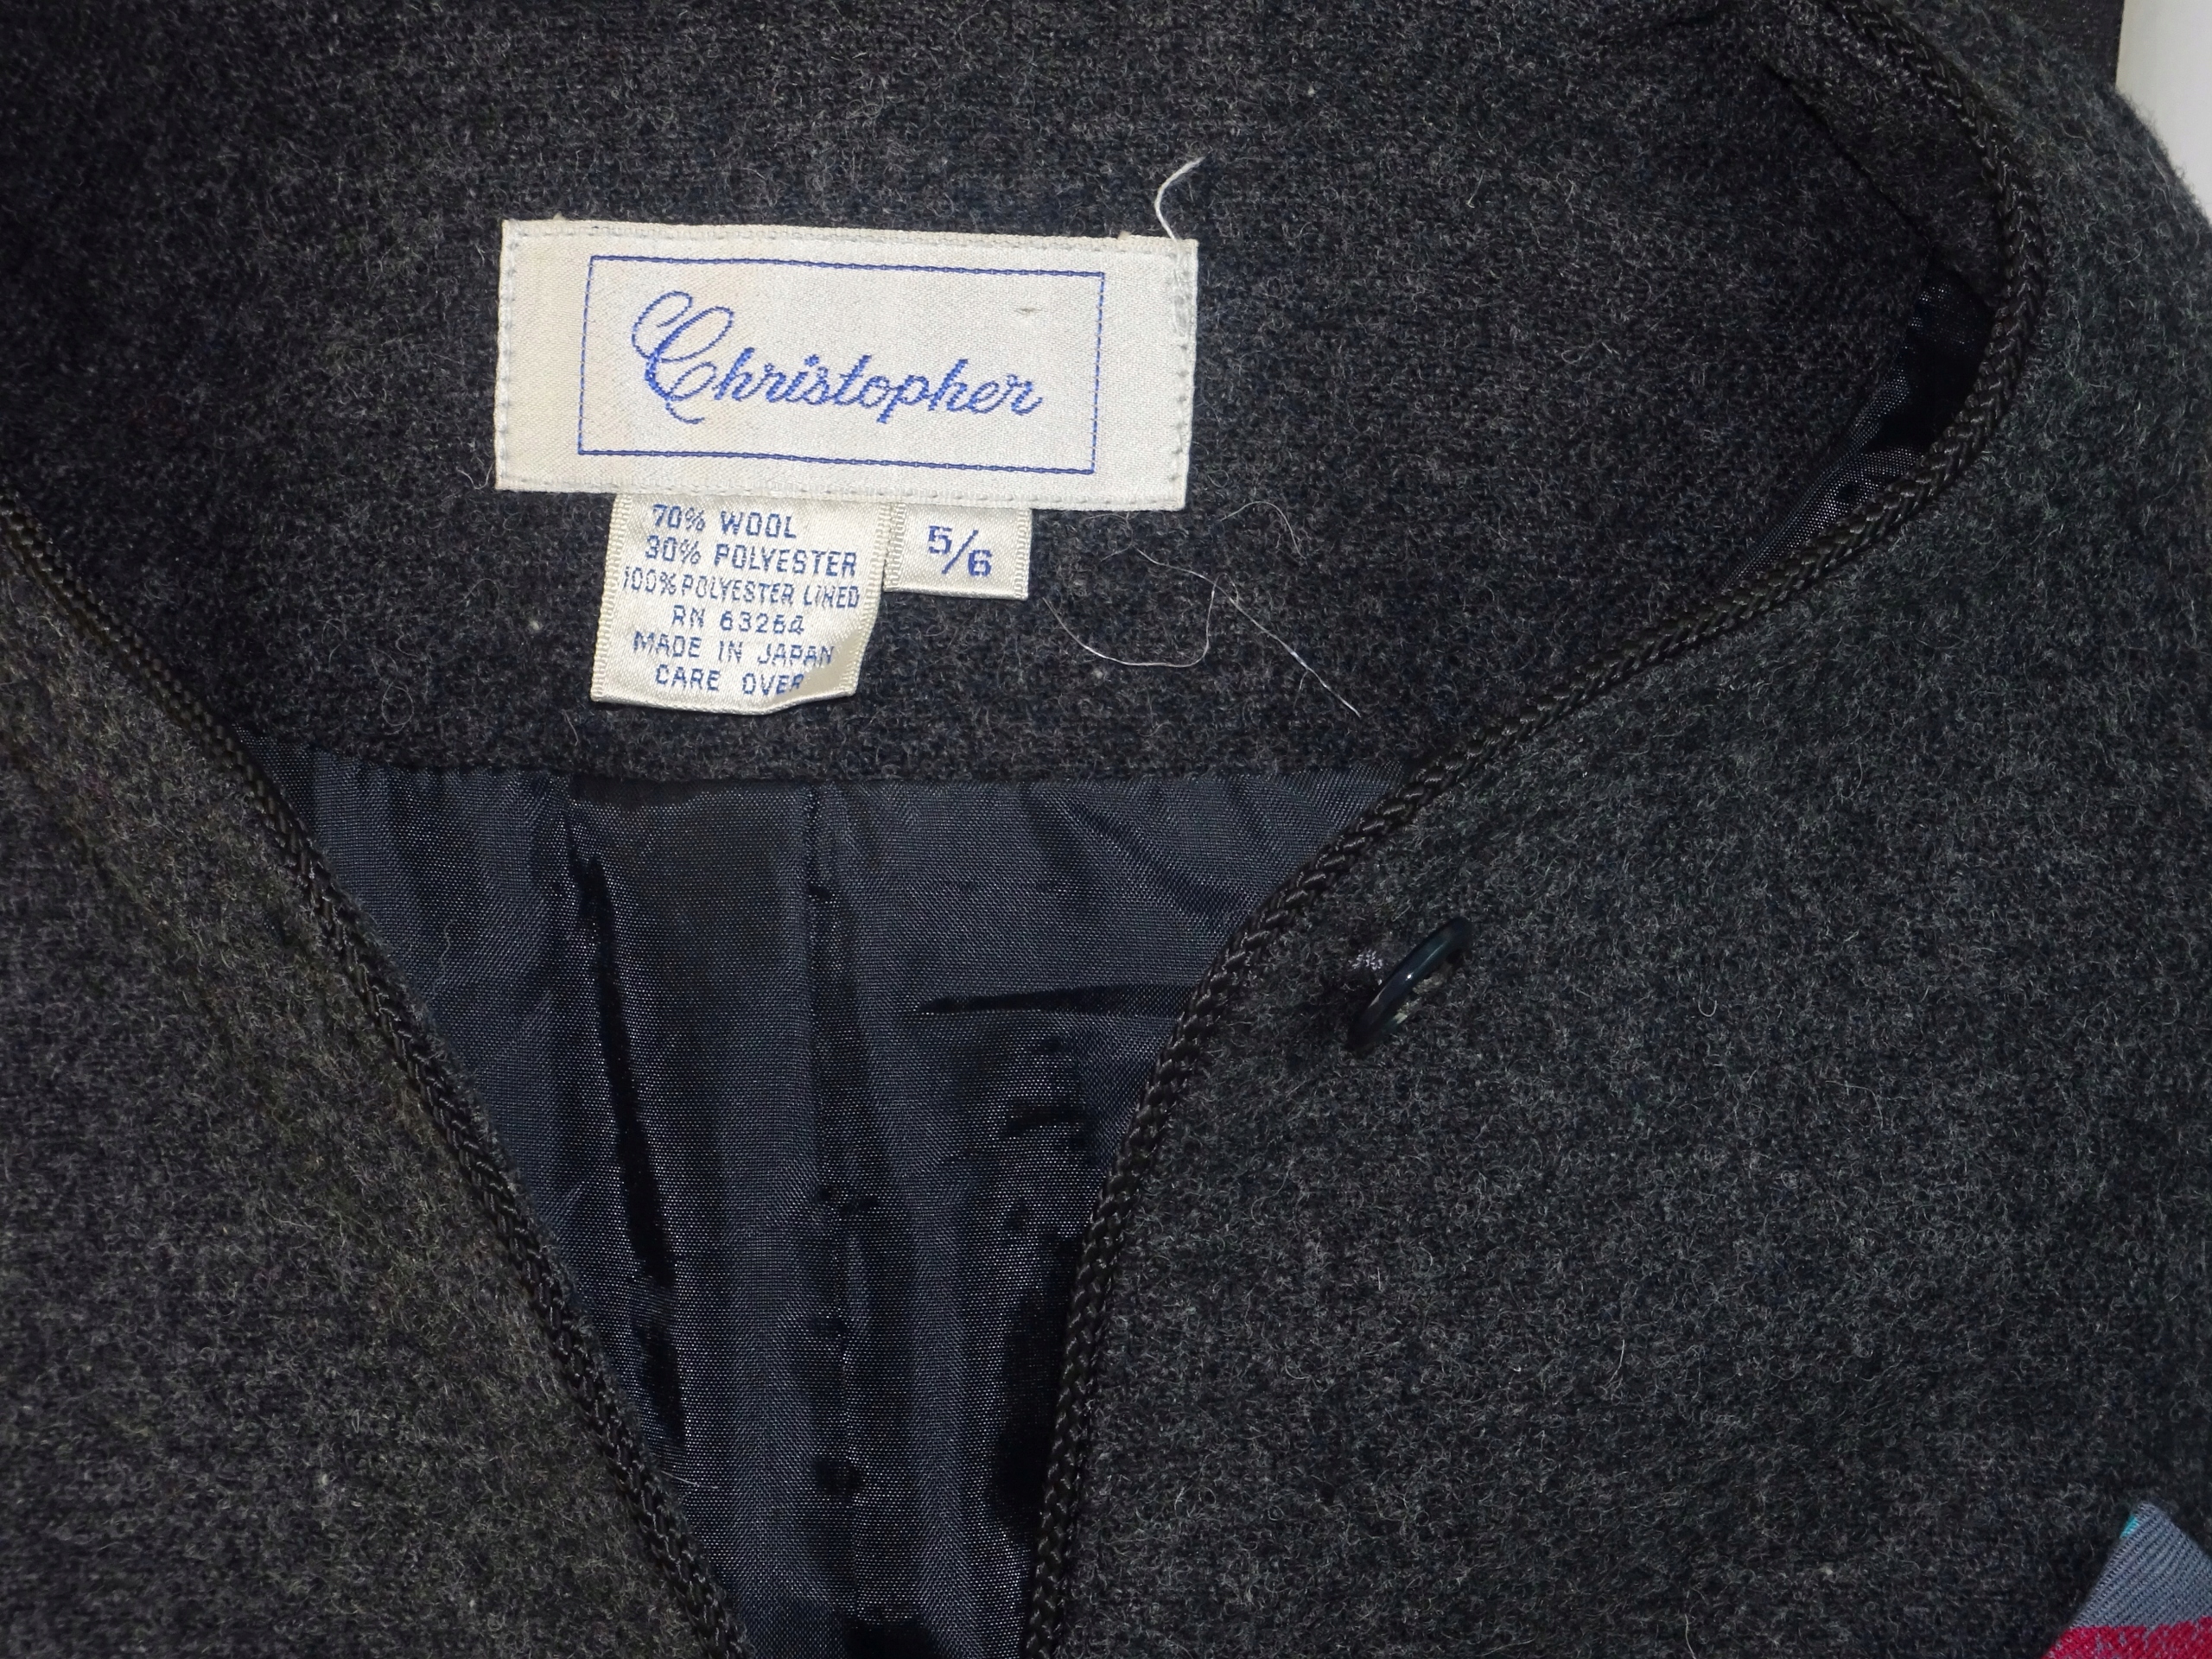 Christopher
70% WOOL
30% POLYESTER
100% POLYESTER LINED
RN 63264
MADE IN JAPAN
CARE OVER
5/6